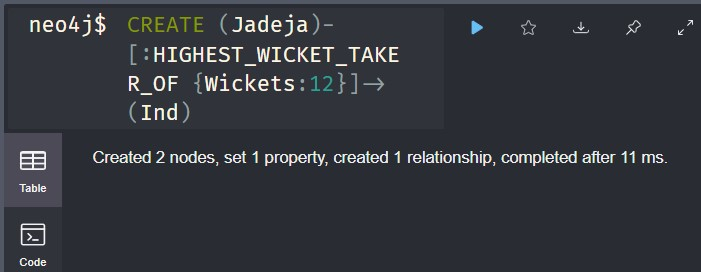 neo4j$ CREATE (Jadeja)-
[:HIGHEST_WICKET_TAKE
R_OF {Wickets:12}]→
(Ind)
Created 2 nodes, set 1 property, created 1 relationship, completed after 11 ms.
Table
Code